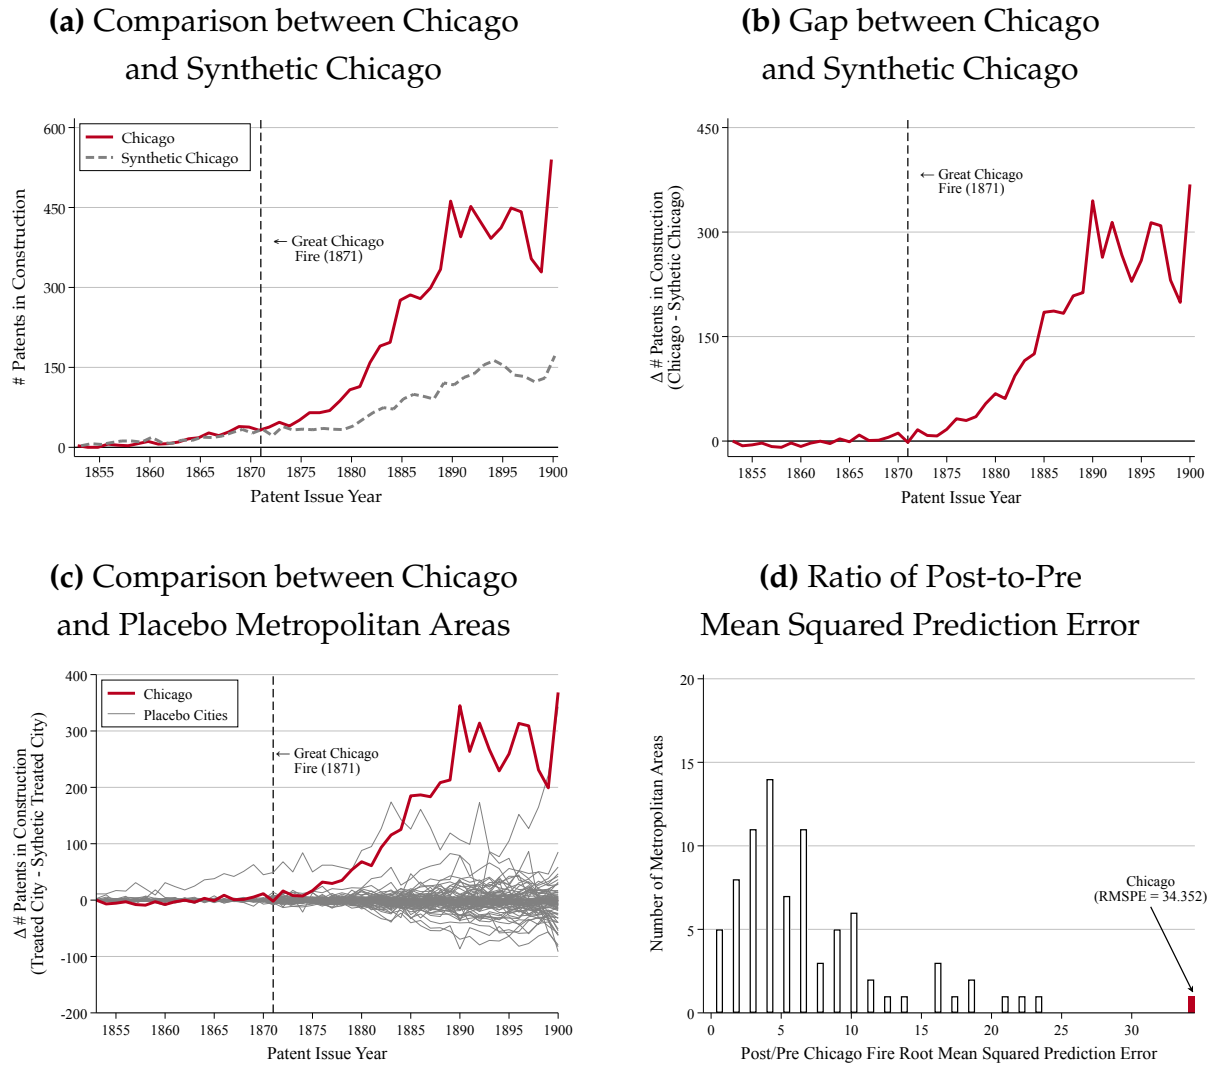 (a) Comparison between Chicago
and Synthetic Chicago
600
450
300
150
0
# Patents in Construction
Chicago
Synthetic Chicago
← Great Chicago
Fire (1871)
1855 1860 1865 1870 1875 1880 1885 1890 1895 1900
Patent Issue Year
(b) Gap between Chicago
and Synthetic Chicago
450
300
150
0
Δ # Patents in Construction
(Chicago - Sythetic Chicago)
← Great Chicago
Fire (1871)
1855 1860 1865 1870 1875 1880 1885 1890 1895 1900
Patent Issue Year
(c) Comparison between Chicago
and Placebo Metropolitan Areas
400
300
200
100
0
-100
-200
Δ # Patents in Construction
(Treated City - Sythetic Treated City)
Chicago
Placebo Cities
← Great Chicago
Fire (1871)
1855 1860 1865 1870 1875 1880 1885 1890 1895 1900
Patent Issue Year
(d) Ratio of Post-to-Pre
Mean Squared Prediction Error
20
15
10
5
0
Number of Metropolitan Areas
Chicago
(RMSPE = 34.352)
0 5 10 15 20 25 30
Post/Pre Chicago Fire Root Mean Squared Prediction Error